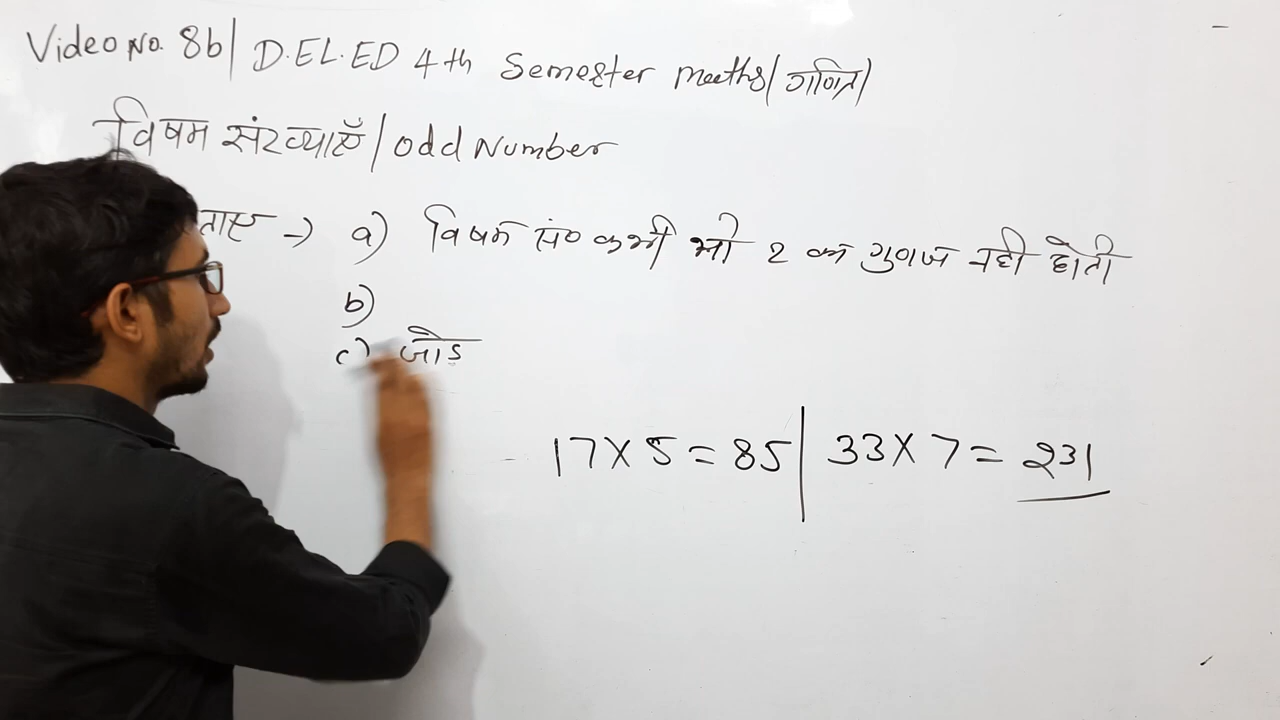 Video No. 8b| D.EL.ED 4th Semester Maths/ गणित/
विषम संख्याएँ / odd Number
ताएं -> a) विषम सं० कभी भी 2 का गुणज नही होती
b)
c) जोड
17 X 5 = 85 | 33 X 7 = 231